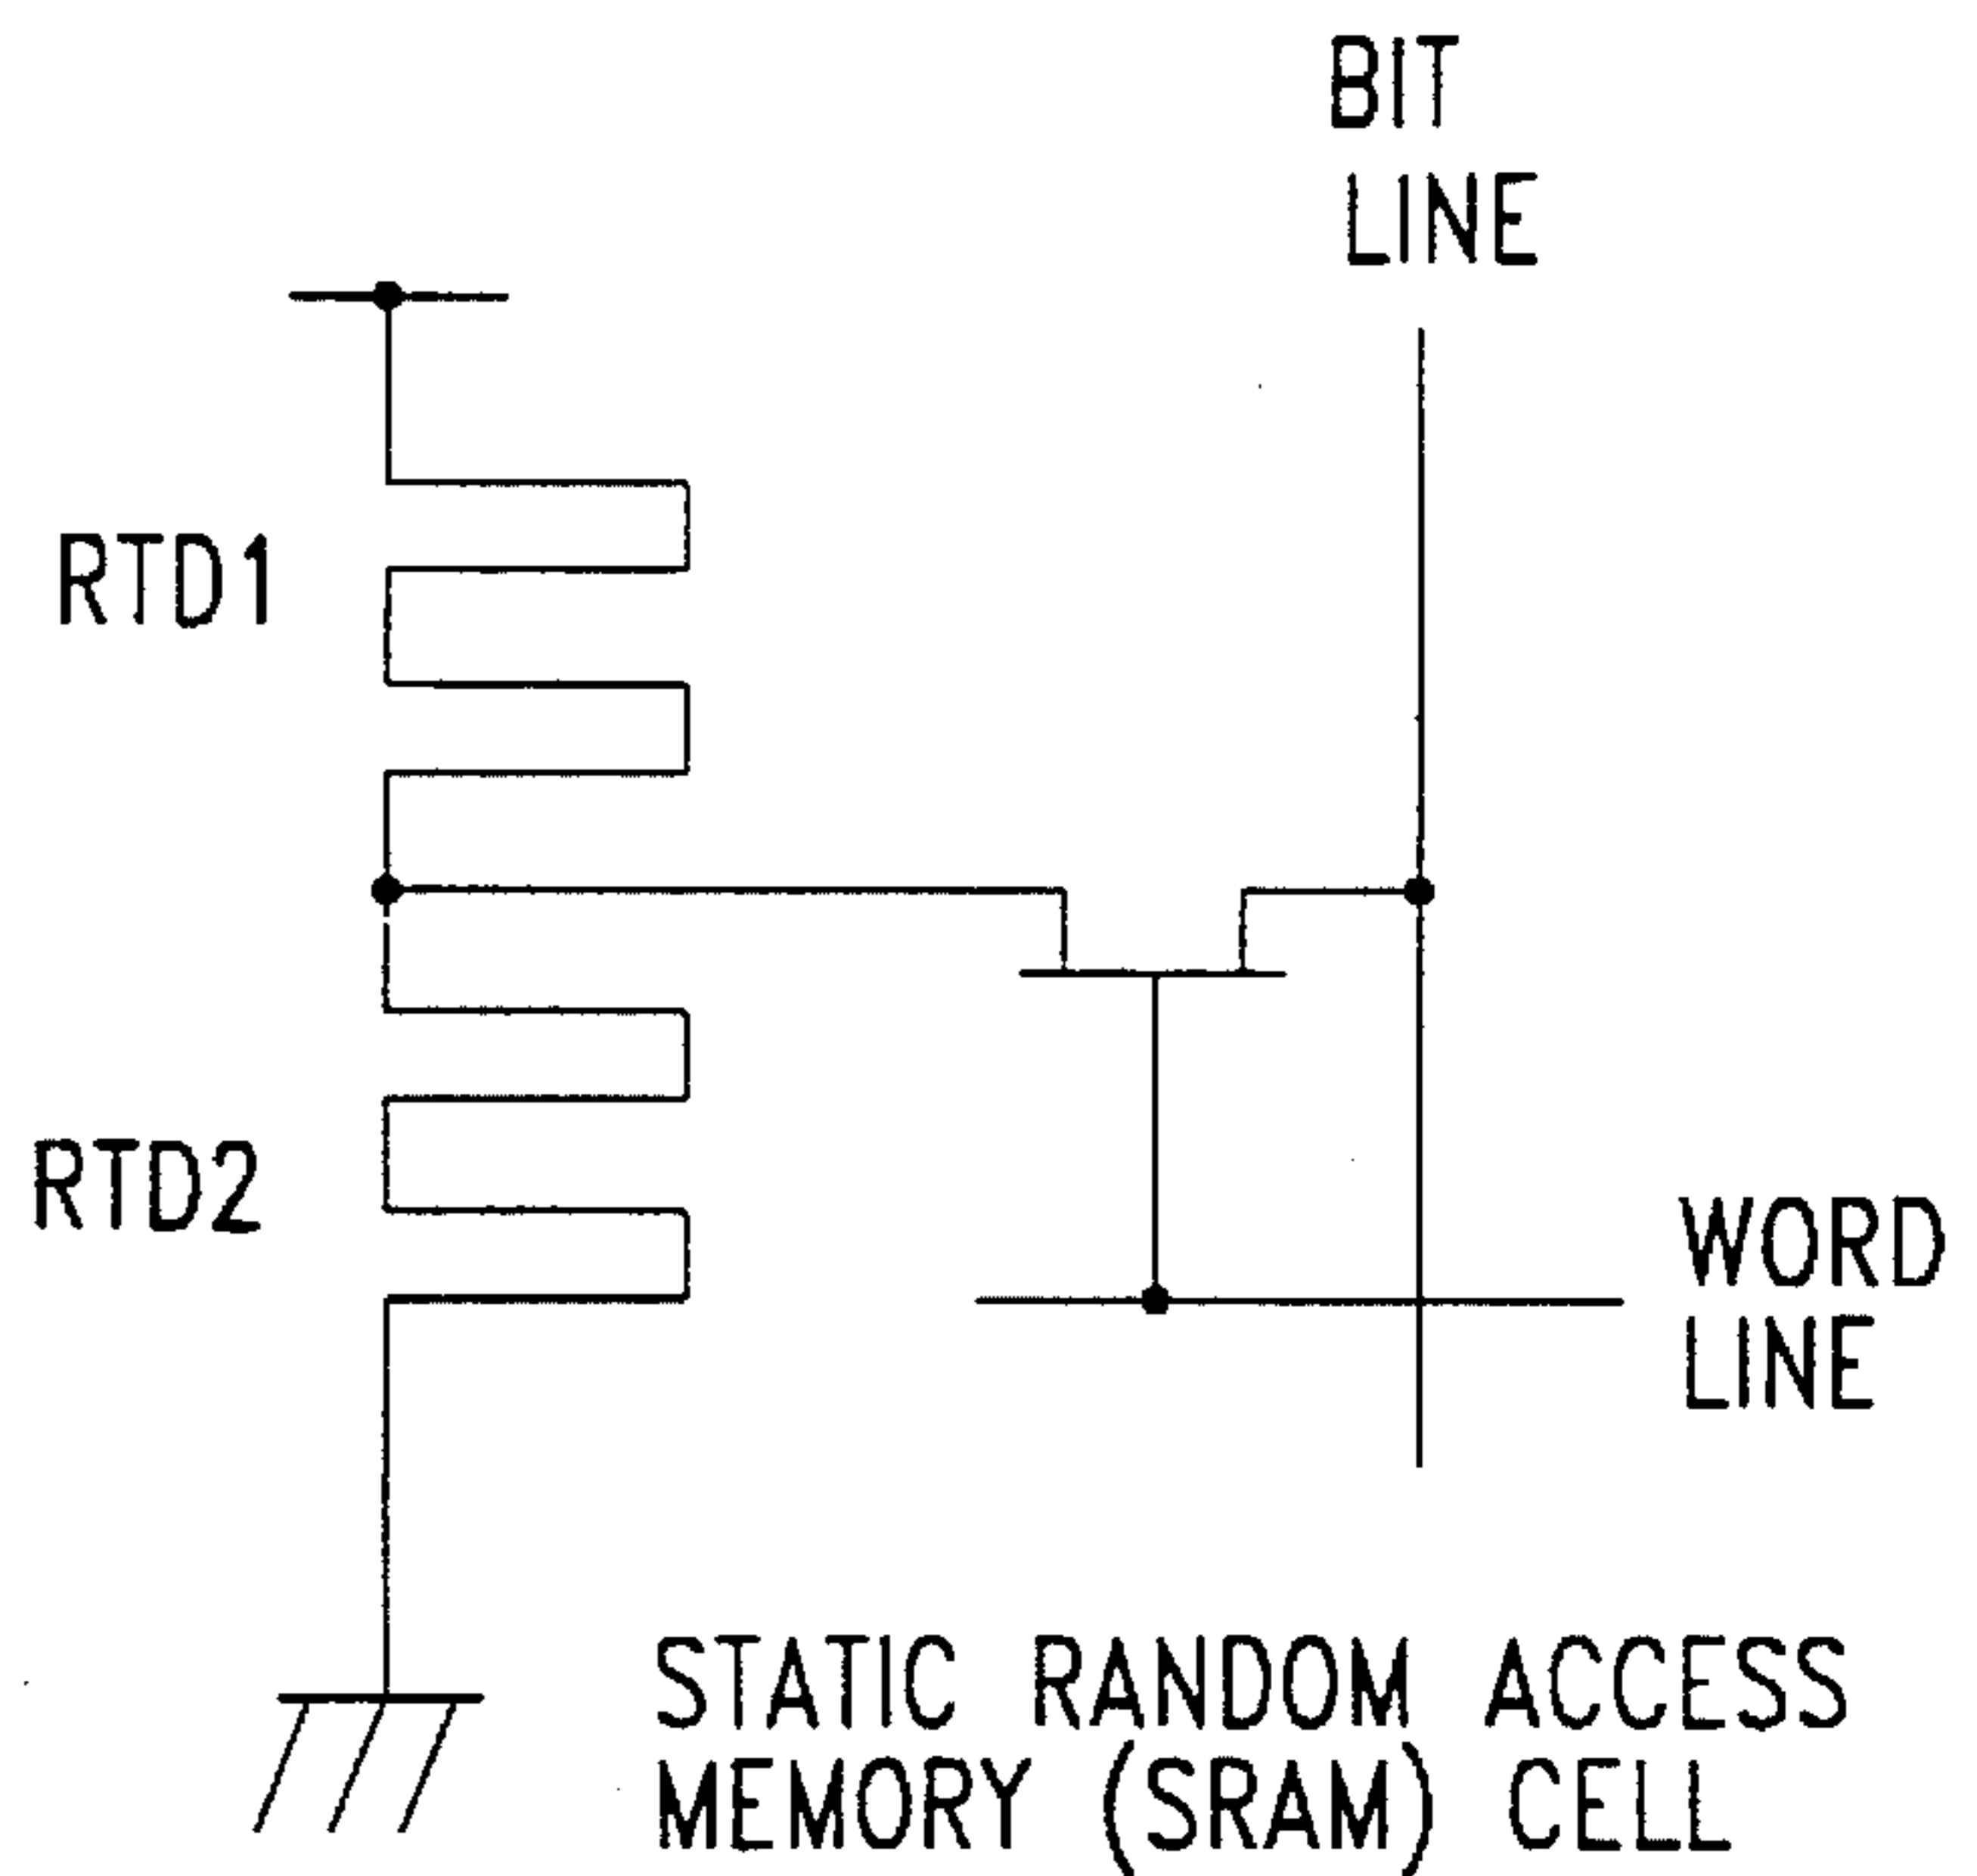 BIT
LINE
RTD1
RTD2
WORD
LINE
STATIC RANDOM ACCESS
MEMORY (SRAM) CELL